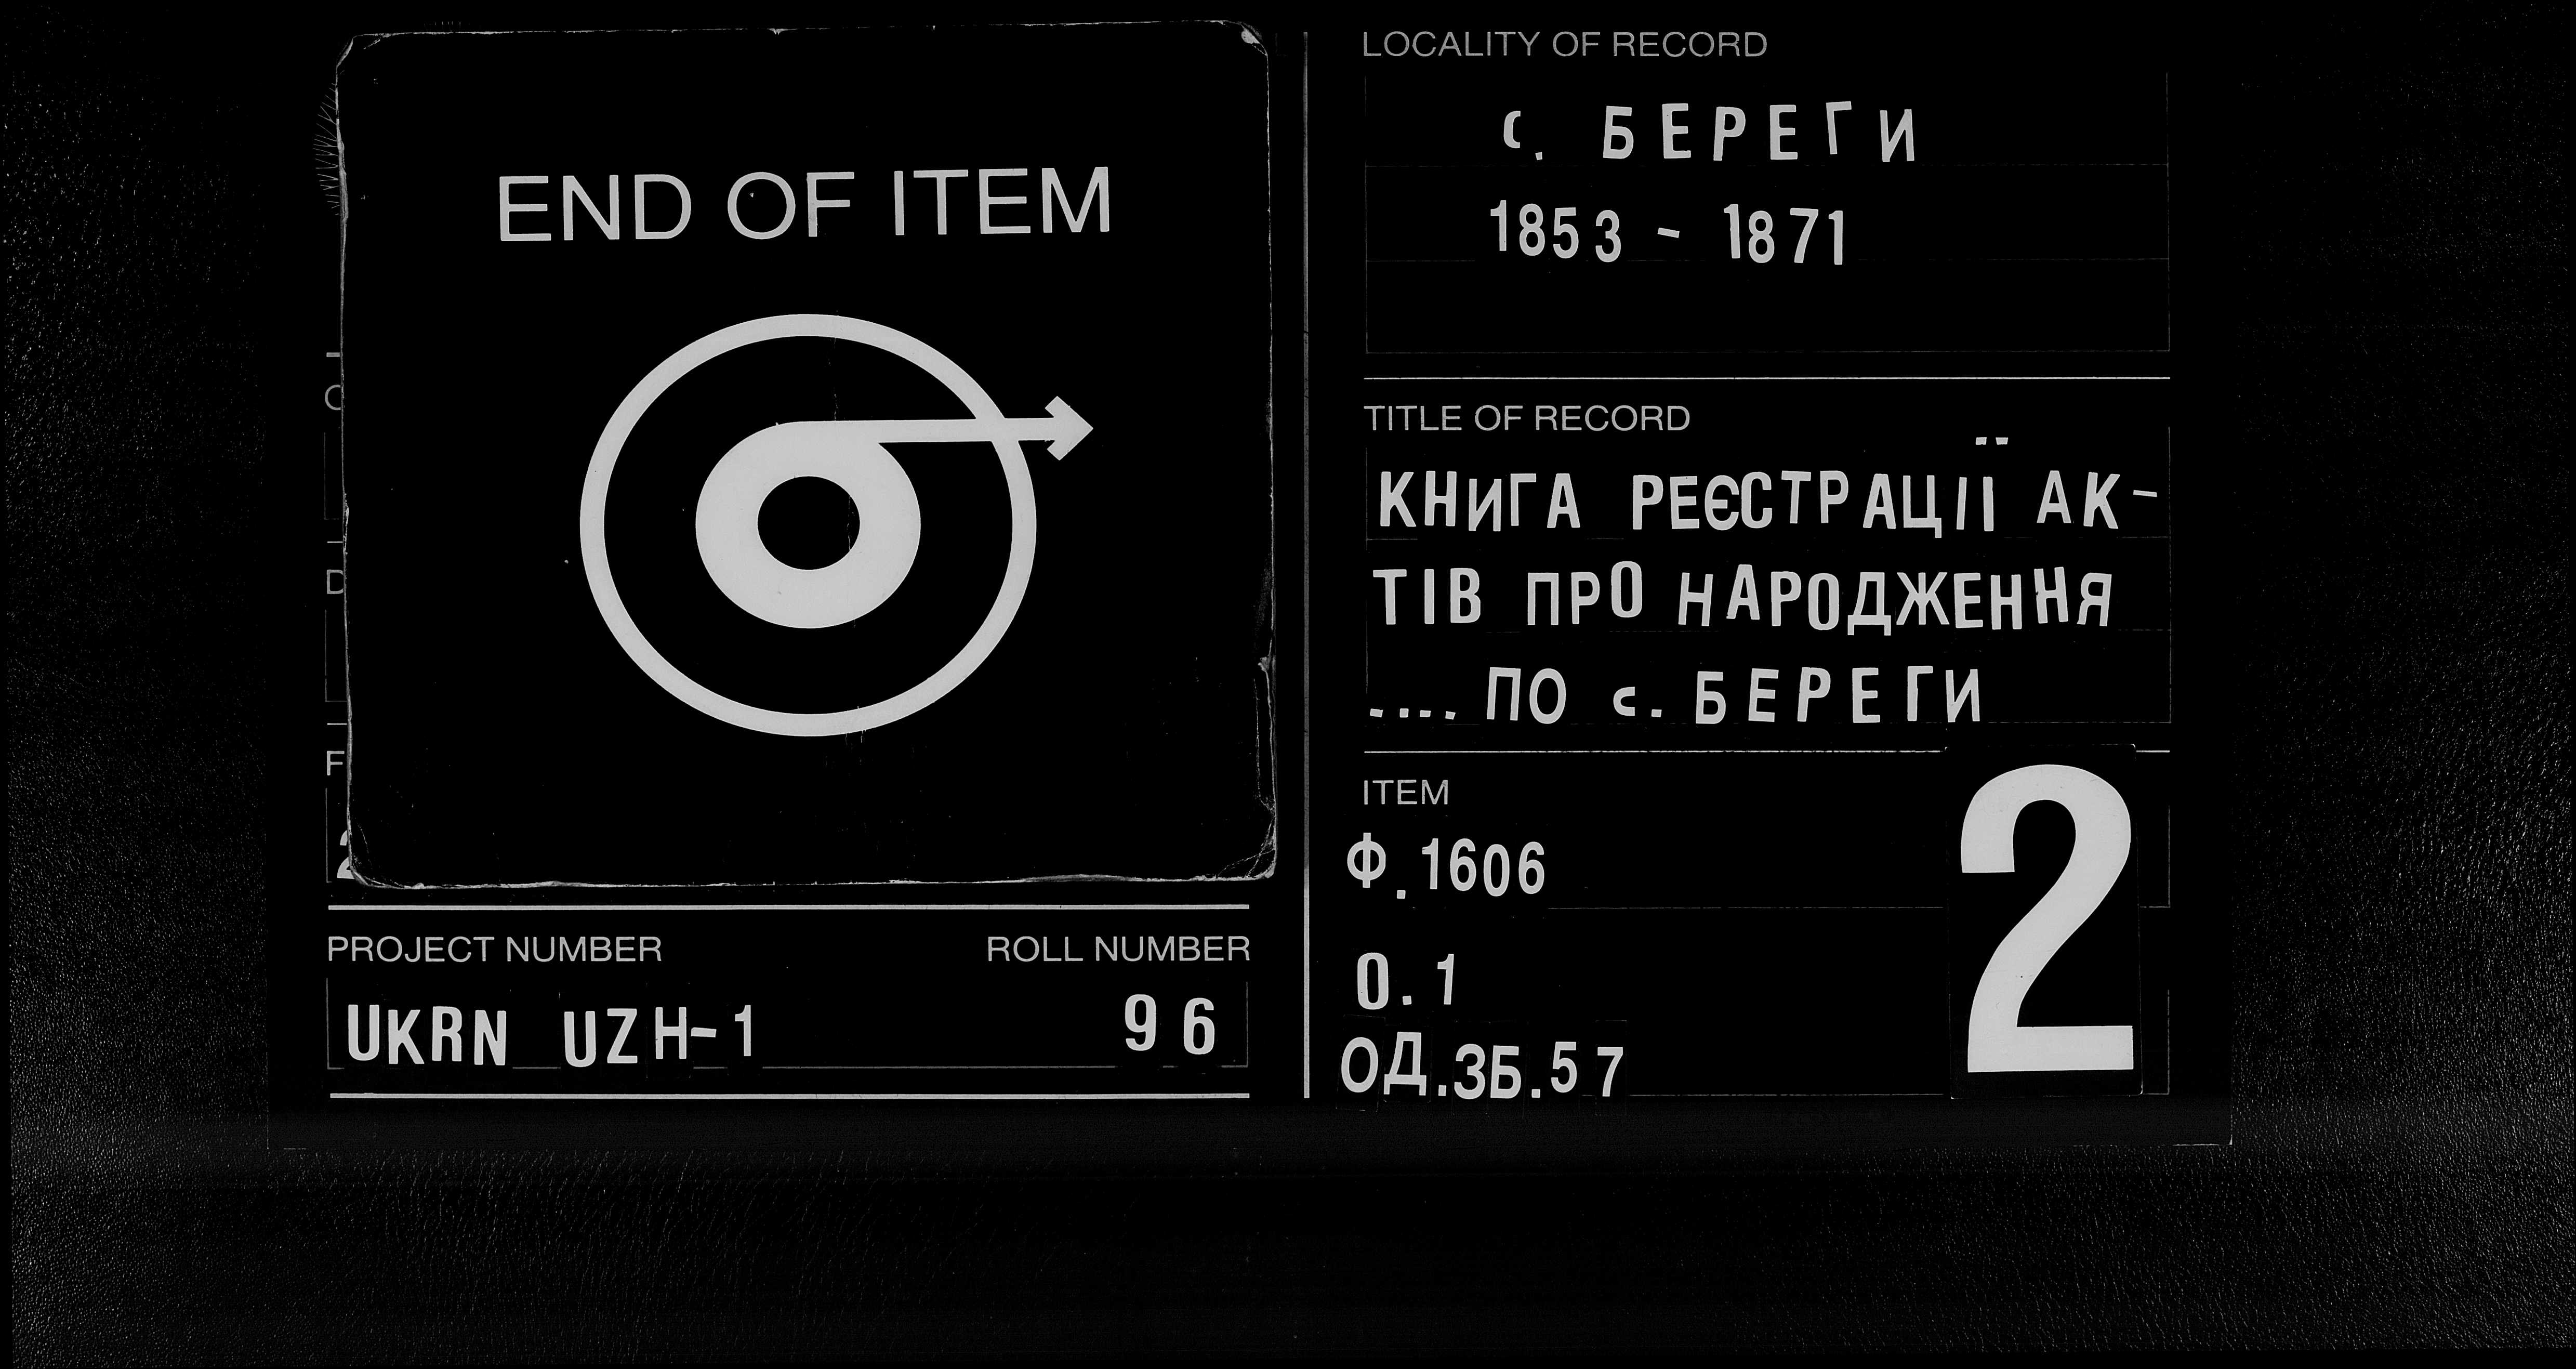 END OF ITEM
PROJECT NUMBER ROLL NUMBER
UKRN UZH-1 96
LOCALITY OF RECORD
с. БЕРЕГИ
1853 - 1871
TITLE OF RECORD
КНИГА РЕЄСТРАЦІЇ АК-
ТІВ ПРО НАРОДЖЕННЯ
.... ПО с. БЕРЕГИ
ITEM
Ф.1606
О.1
ОД.ЗБ.57
2